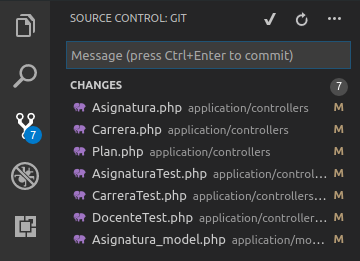 SOURCE CONTROL: GIT
Message (press Ctrl+Enter to commit)
CHANGES 7
Asignatura.php application/controllers M
Carrera.php application/controllers M
7
Plan.php application/controllers M
AsignaturaTest.php application/control... M
CarreraTest.php application/controllers... M
DocenteTest.php application/controller... M
Asignatura_model.php application/mo... M